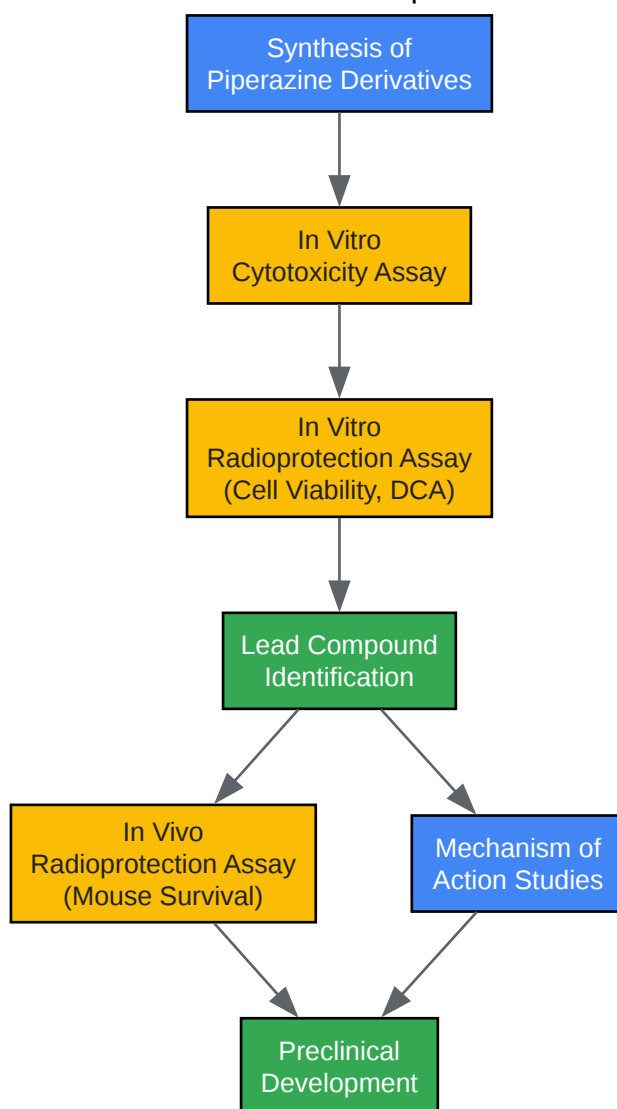 Synthesis of
Piperazine Derivatives
In Vitro
Cytotoxicity Assay
In Vitro
Radioprotection Assay
(Cell Viability, DCA)
Lead Compound
Identification
In Vivo
Radioprotection Assay
(Mouse Survival)
Mechanism of
Action Studies
Preclinical
Development